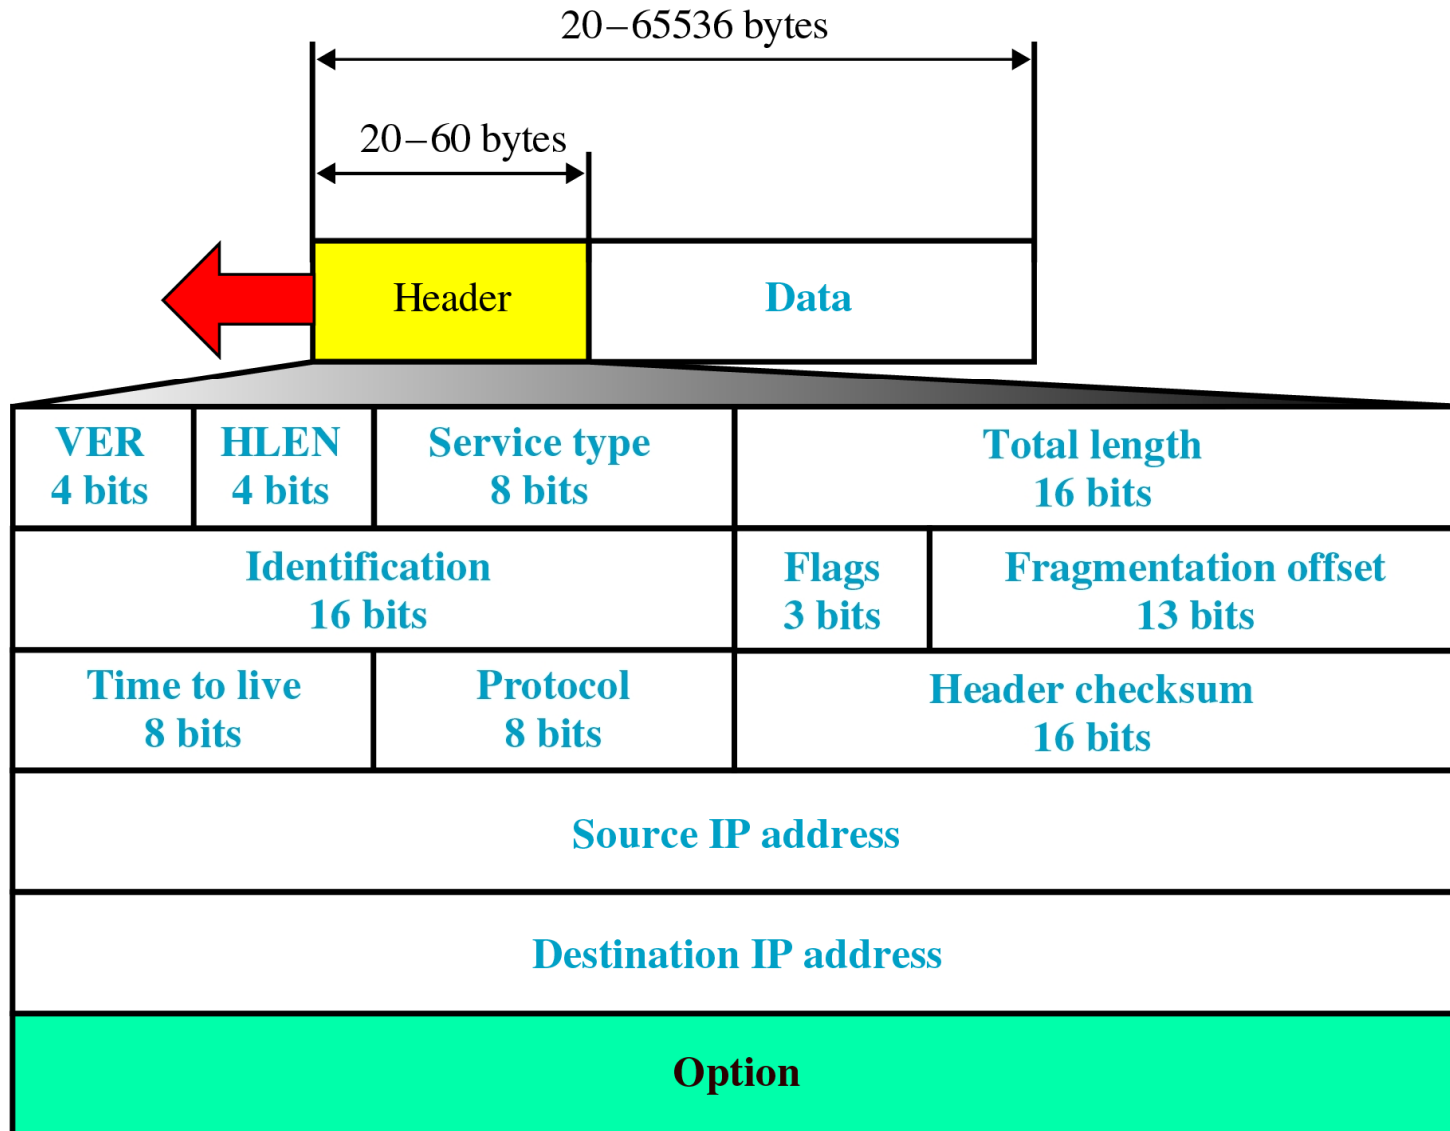 20–65536 bytes
20–60 bytes
Header
Data
VER
4 bits
HLEN
4 bits
Service type
8 bits
Total length
16 bits
Identification
16 bits
Flags
3 bits
Fragmentation offset
13 bits
Time to live
8 bits
Protocol
8 bits
Header checksum
16 bits
Source IP address
Destination IP address
Option